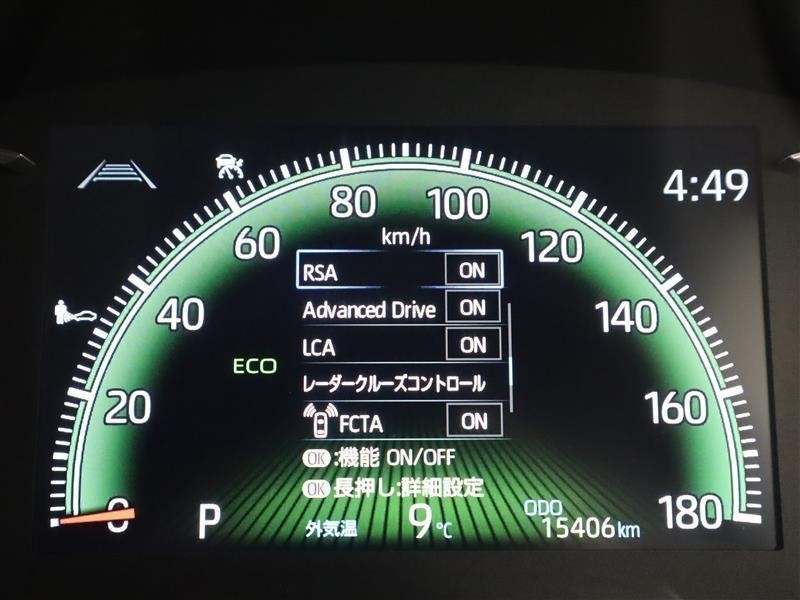 4:49
80
100
km/h
60
120
RSA ON
Advanced Drive ON
40
140
LCA ON
ECO
レーダークルーズコントロール
20
160
FCTA ON
OK:機能 ON/OFF
OK長押し:詳細設定
0
P
外気温 9℃
ODO
15406km
180